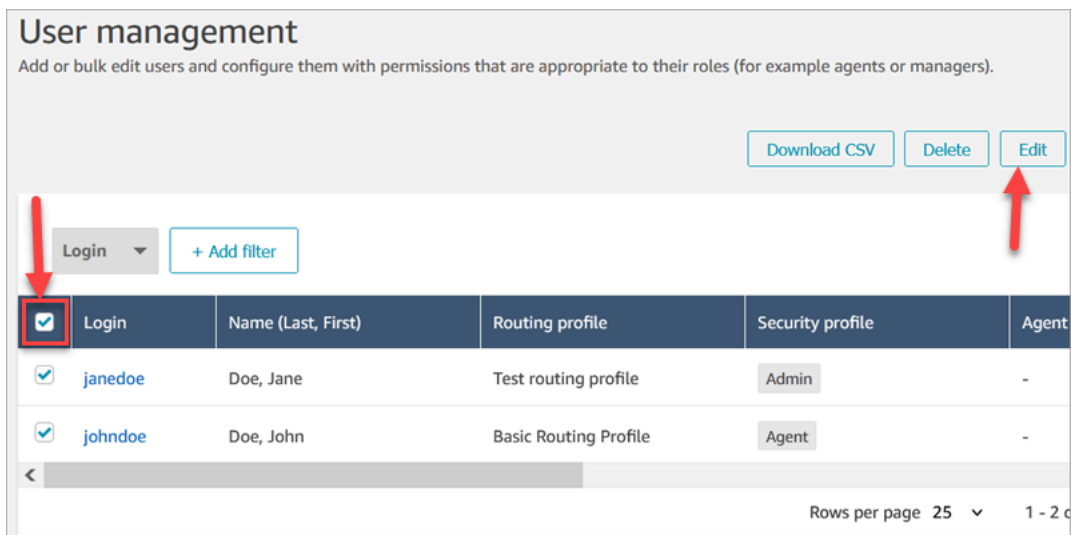 User management
Add or bulk edit users and configure them with permissions that are appropriate to their roles (for example agents or managers).
Download CSV Delete Edit
Login + Add filter
Login Name (Last, First) Routing profile Security profile Agent
janedoe Doe, Jane Test routing profile Admin -
johndoe Doe, John Basic Routing Profile Agent -
Rows per page 25 1 - 2